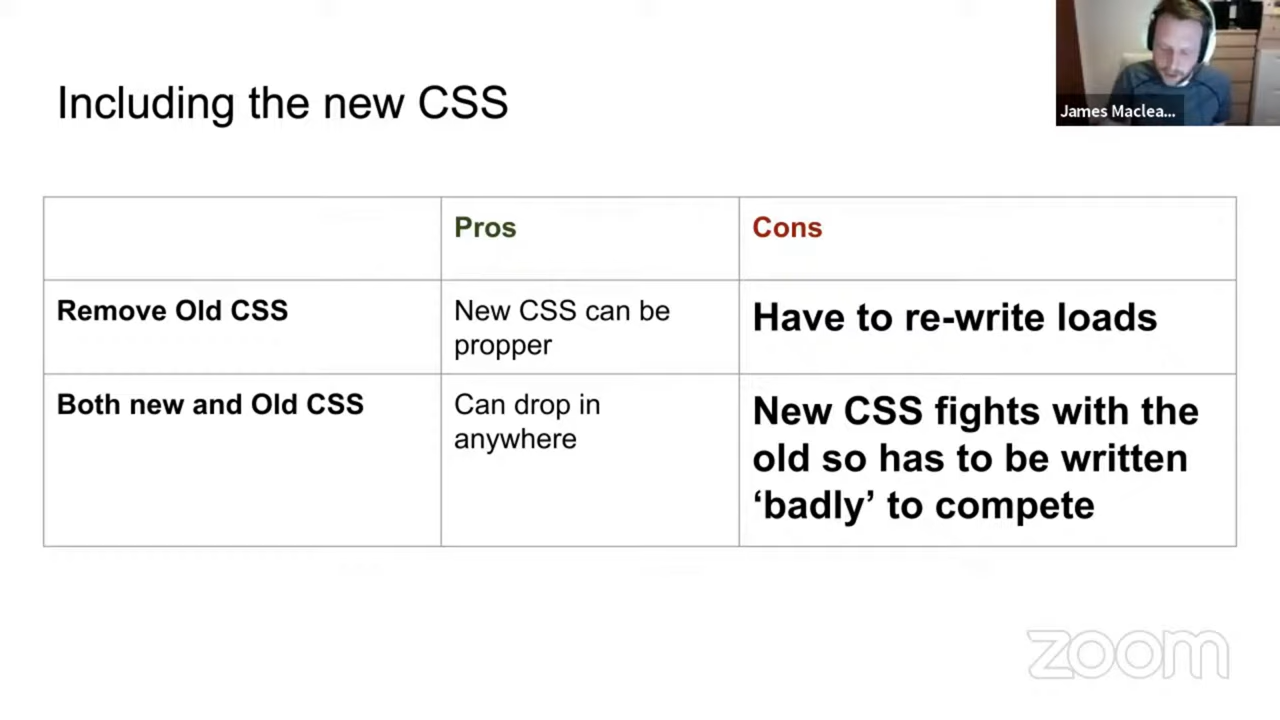 Including the new CSS
James Maclea...
Pros
Cons
Remove Old CSS
New CSS can be
propper
Have to re-write loads
Both new and Old CSS
Can drop in
anywhere
New CSS fights with the
old so has to be written
‘badly’ to compete
zoom